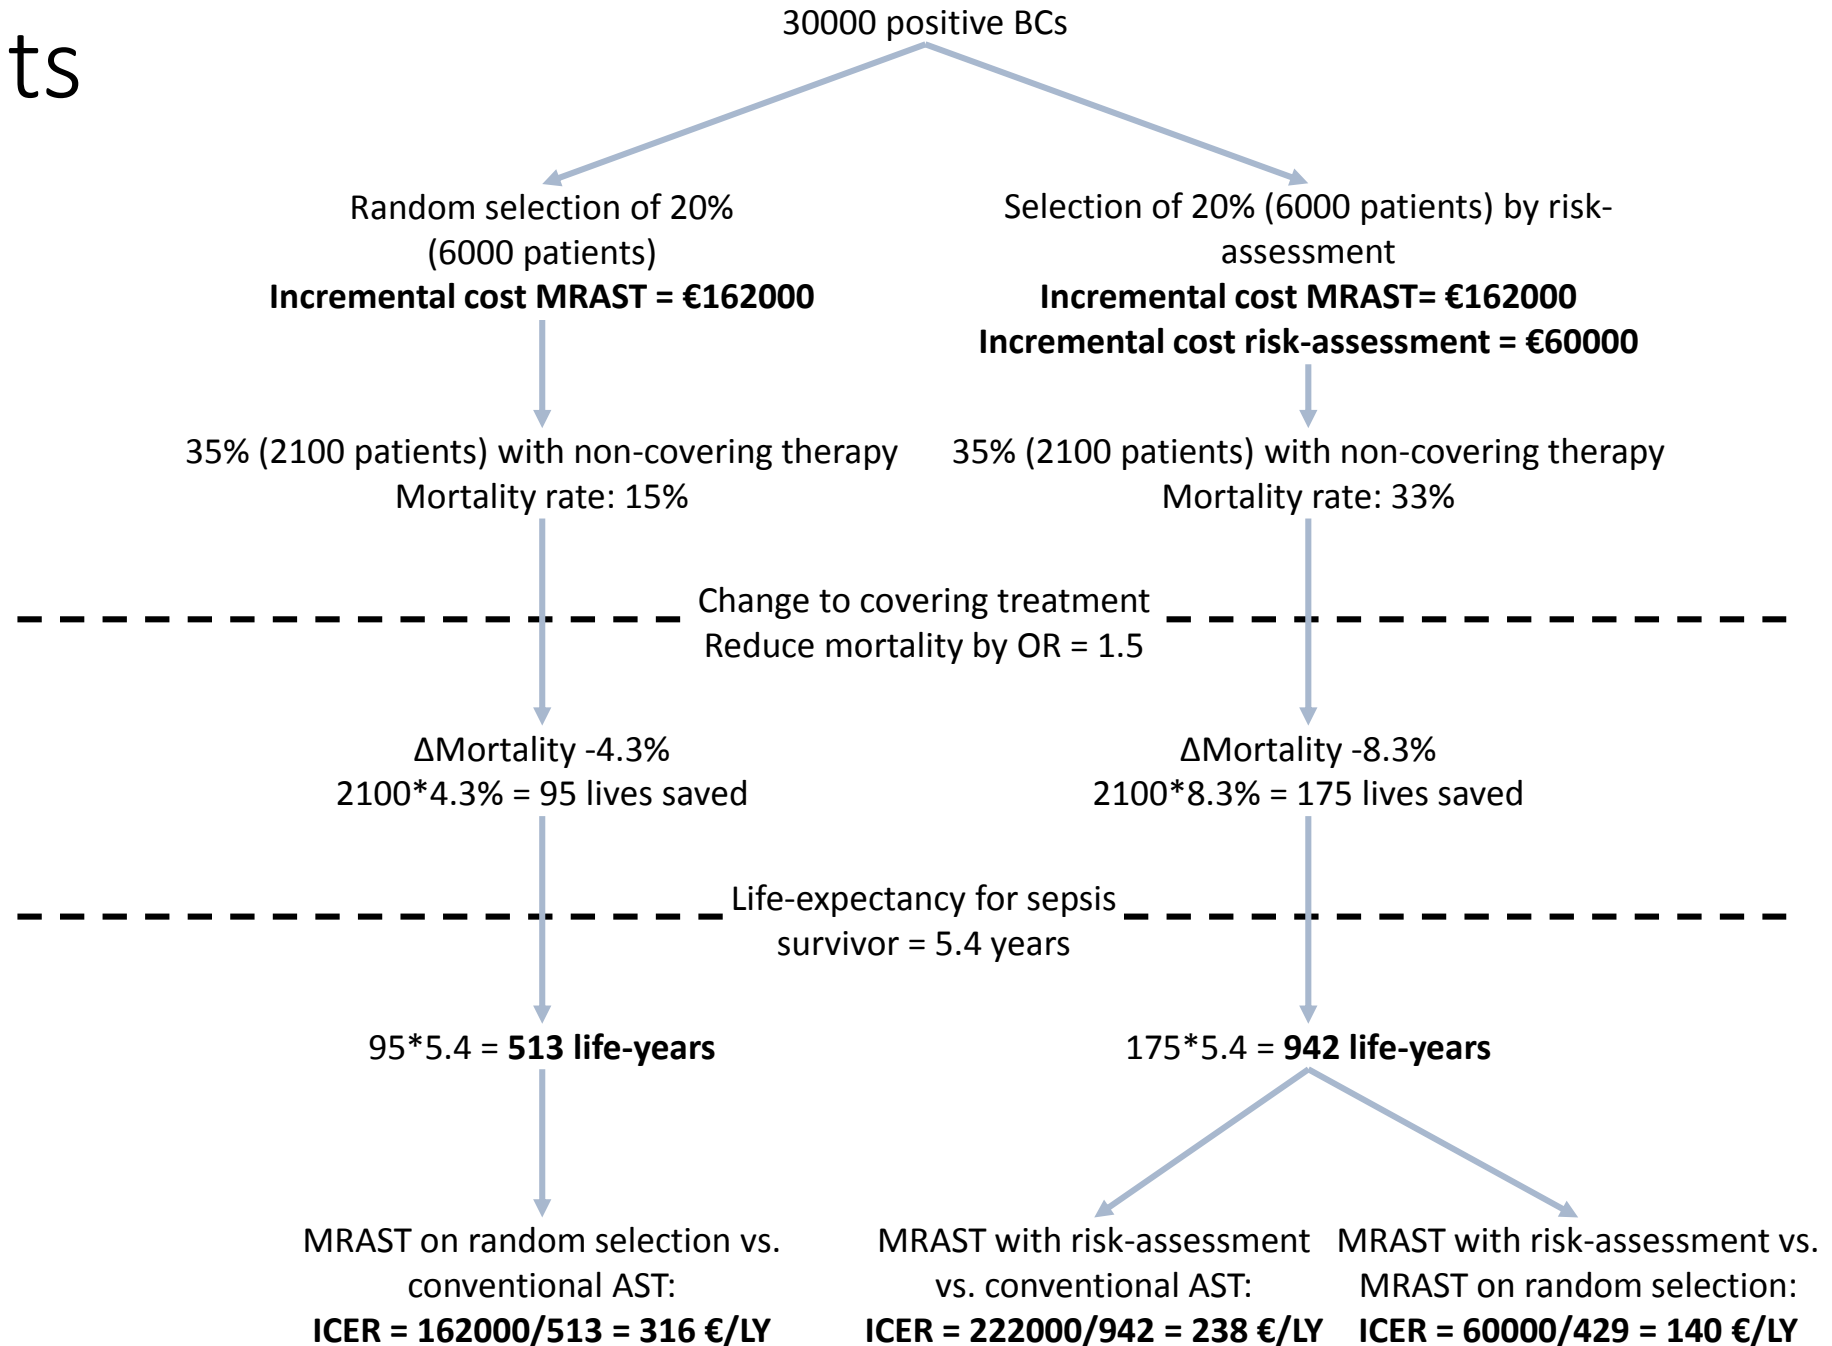 ts
30000 positive BCs
Random selection of 20%
(6000 patients)
Incremental cost MRAST = €162000
Selection of 20% (6000 patients) by risk-
assessment
Incremental cost MRAST= €162000
Incremental cost risk-assessment = €60000
35% (2100 patients) with non-covering therapy
Mortality rate: 15%
35% (2100 patients) with non-covering therapy
Mortality rate: 33%
Change to covering treatment
Reduce mortality by OR = 1.5
ΔMortality -4.3%
2100*4.3% = 95 lives saved
ΔMortality -8.3%
2100*8.3% = 175 lives saved
Life-expectancy for sepsis
survivor = 5.4 years
95*5.4 = 513 life-years
175*5.4 = 942 life-years
MRAST on random selection vs.
conventional AST:
ICER = 162000/513 = 316 €/LY
MRAST with risk-assessment
vs. conventional AST:
ICER = 222000/942 = 238 €/LY
MRAST with risk-assessment vs.
MRAST on random selection:
ICER = 60000/429 = 140 €/LY